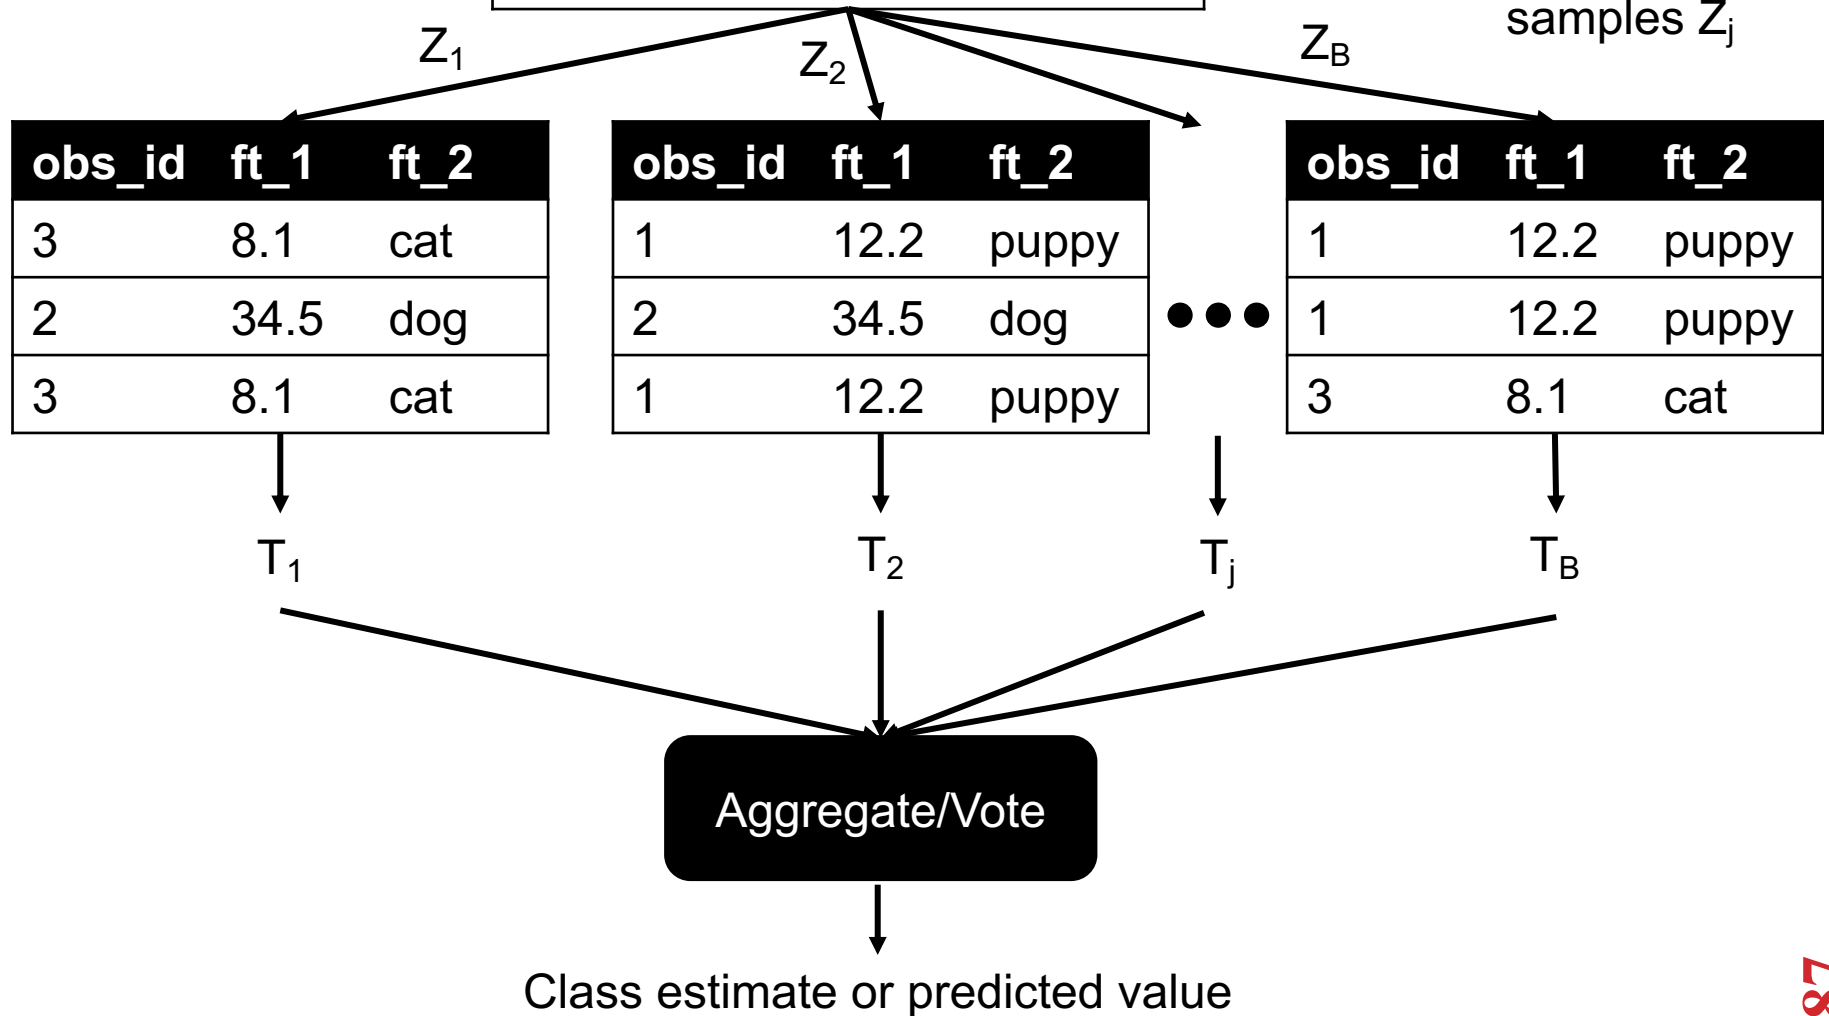 samples Zj
Z1 Z2 ZB
obs_id ft_1 ft_2 obs_id ft_1 ft_2 obs_id ft_1 ft_2
3 8.1 cat 1 12.2 puppy 1 12.2 puppy
2 34.5 dog 2 34.5 dog ●●● 1 12.2 puppy
3 8.1 cat 1 12.2 puppy 3 8.1 cat
T1 T2 Tj TB
Aggregate/Vote
Class estimate or predicted value
87